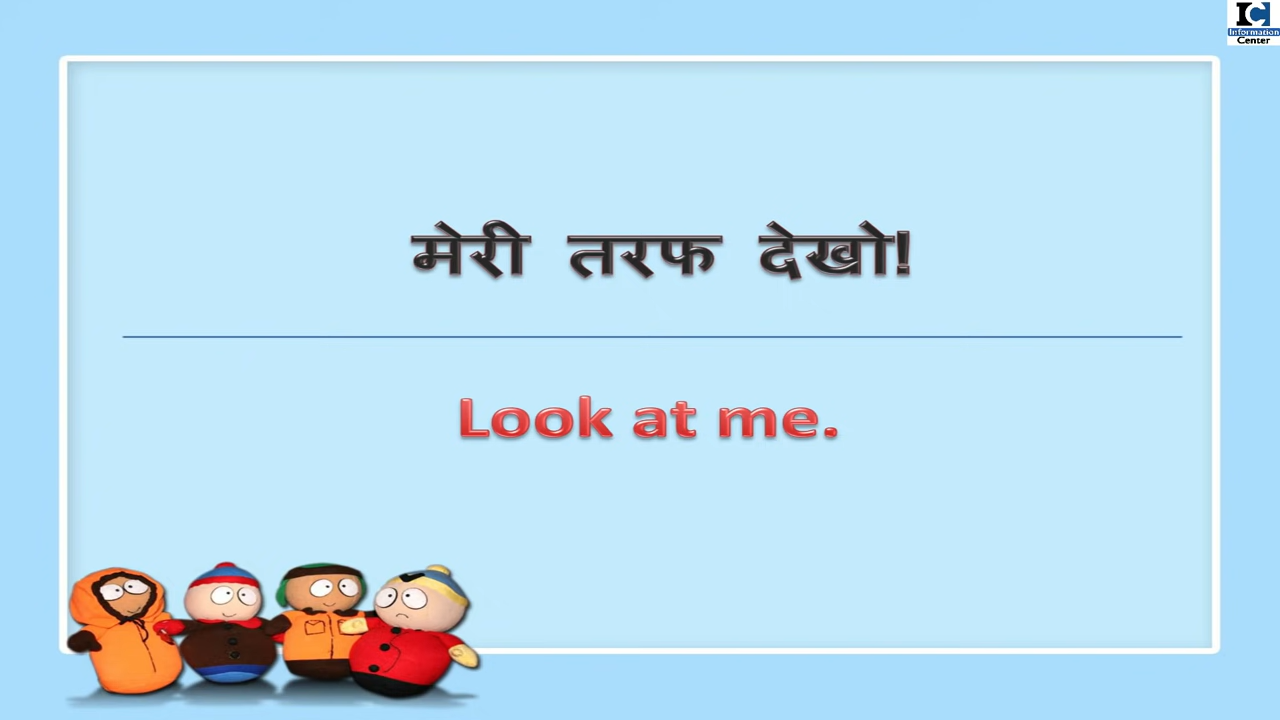 IC
Information
Center
मेरी तरफ देखो!
Look at me.